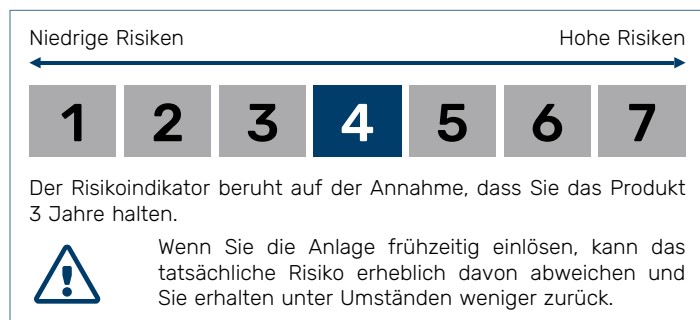 Niedrige Risiken Hohe Risiken
1 2 3 4 5 6 7
Der Risikoindikator beruht auf der Annahme, dass Sie das Produkt
3 Jahre halten.
Wenn Sie die Anlage frühzeitig einlösen, kann das
tatsächliche Risiko erheblich davon abweichen und
Sie erhalten unter Umständen weniger zurück.